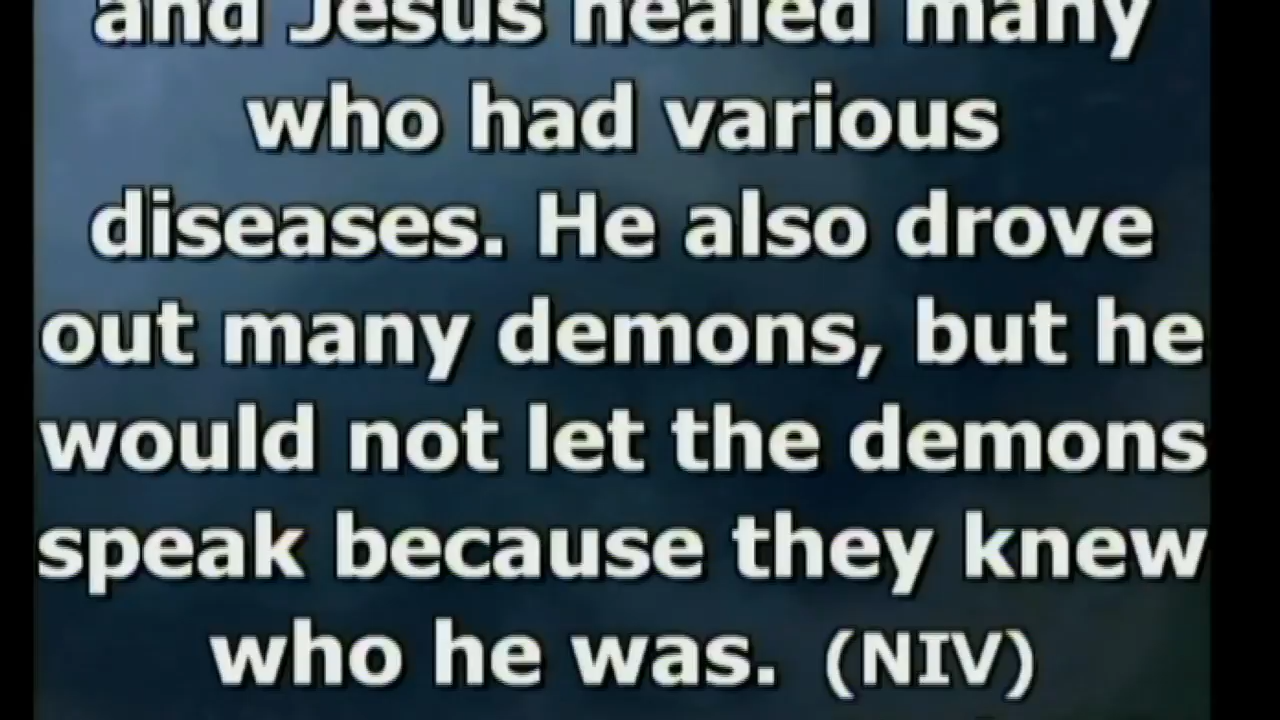 and Jesus healed many
who had various
diseases. He also drove
out many demons, but he
would not let the demons
speak because they knew
who he was. (NIV)